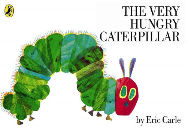 THE VERY
HUNGRY
CATERPILLAR
by Eric Carle